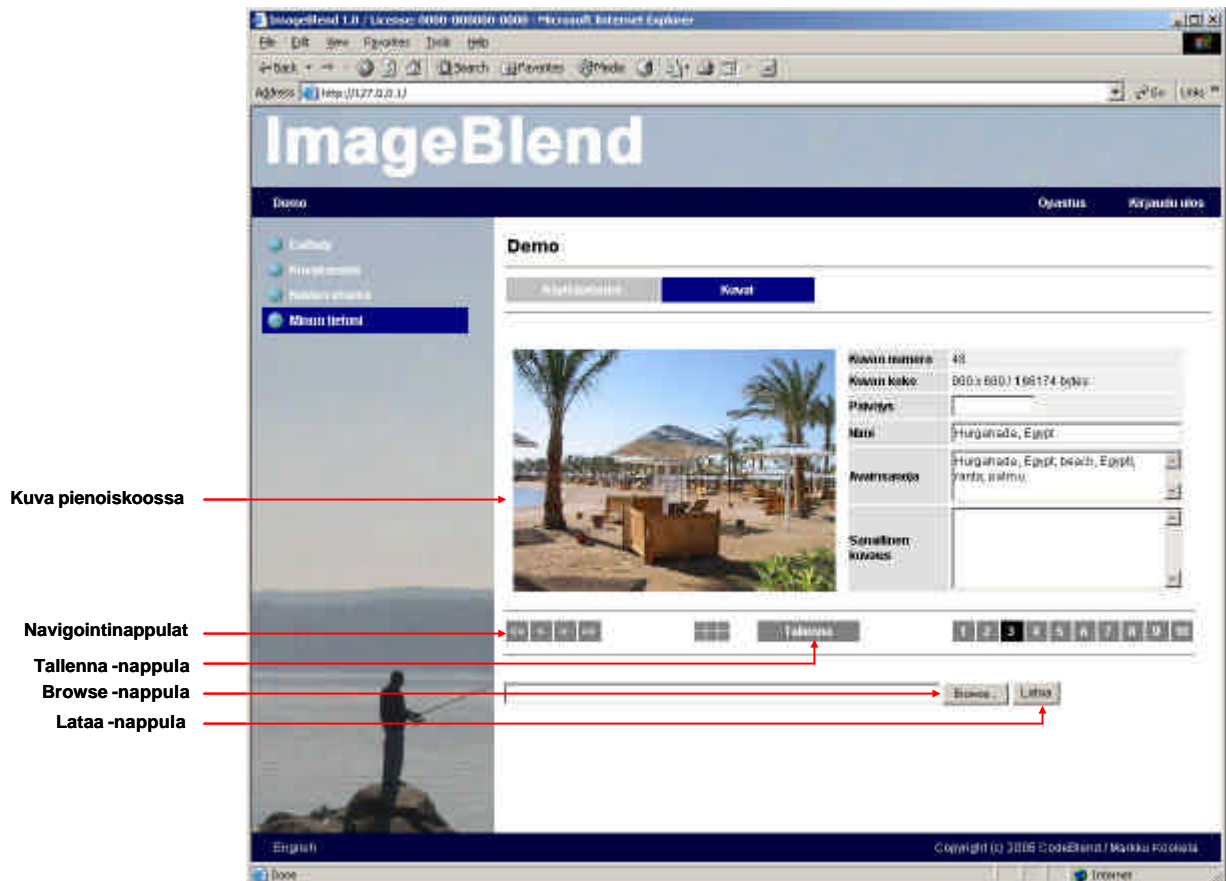 ImageBlend 1.0 / License: 0000-000000-0000 - Microsoft Internet Explorer
File Edit View Favorites Tools Help
Back Search Favorites Media
Address http://127.0.0.1/ Go Links
ImageBlend
Demo Opastus Kirjaudu ulos
Gallery
Minun tietoni
Demo
Kuvat
Kuvan numero 48
Kuvan koko
Päiväys
Nimi Hurghada, Egypt
Avainsanoja Hurghada, Egypt, beach, Egypti,
ranta, palmu,
Sanallinen
kuvaus
Kuva pienoiskoossa
Navigointinappulat
Tallenna 1 2 3 4 5 6 7 8 9 10
Tallenna -nappula
Browse -nappula
Browse... Lataa
Lataa -nappula
English
Copyright (c) 2006 CodeBlend / Markku
Done Internet